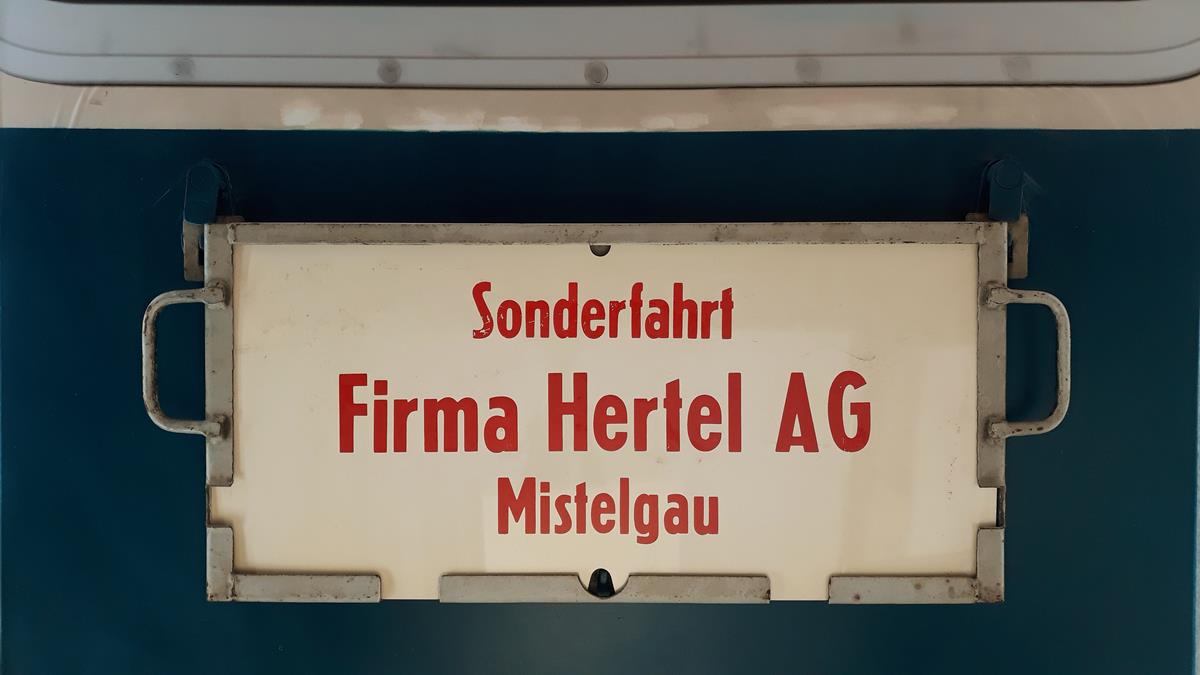 Sonderfahrt
Firma Hertel AG
Mistelgau